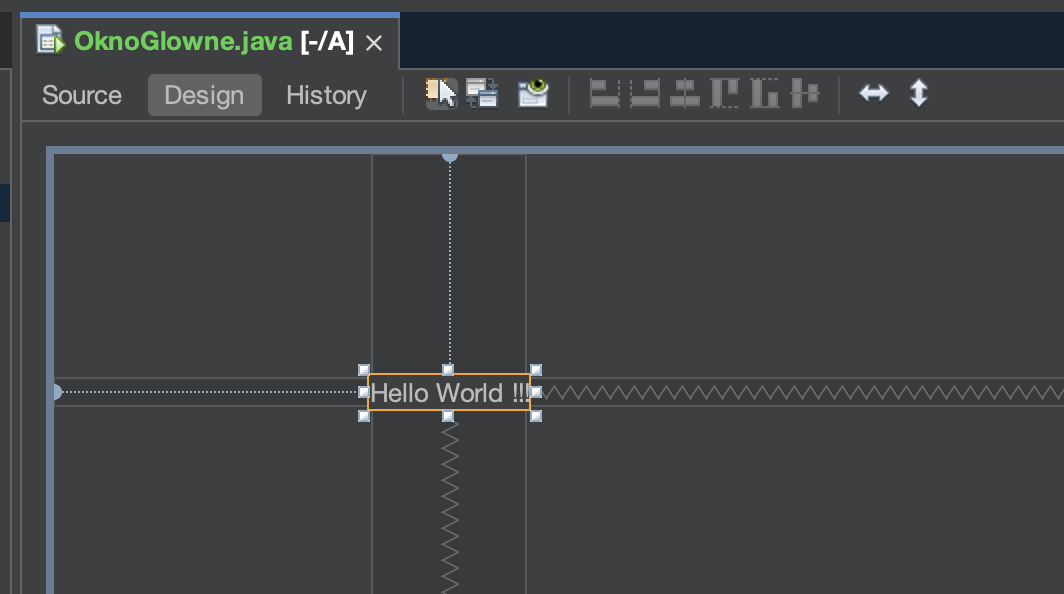 OknoGlowne.java [-/A]
Source Design History
Hello World !!!